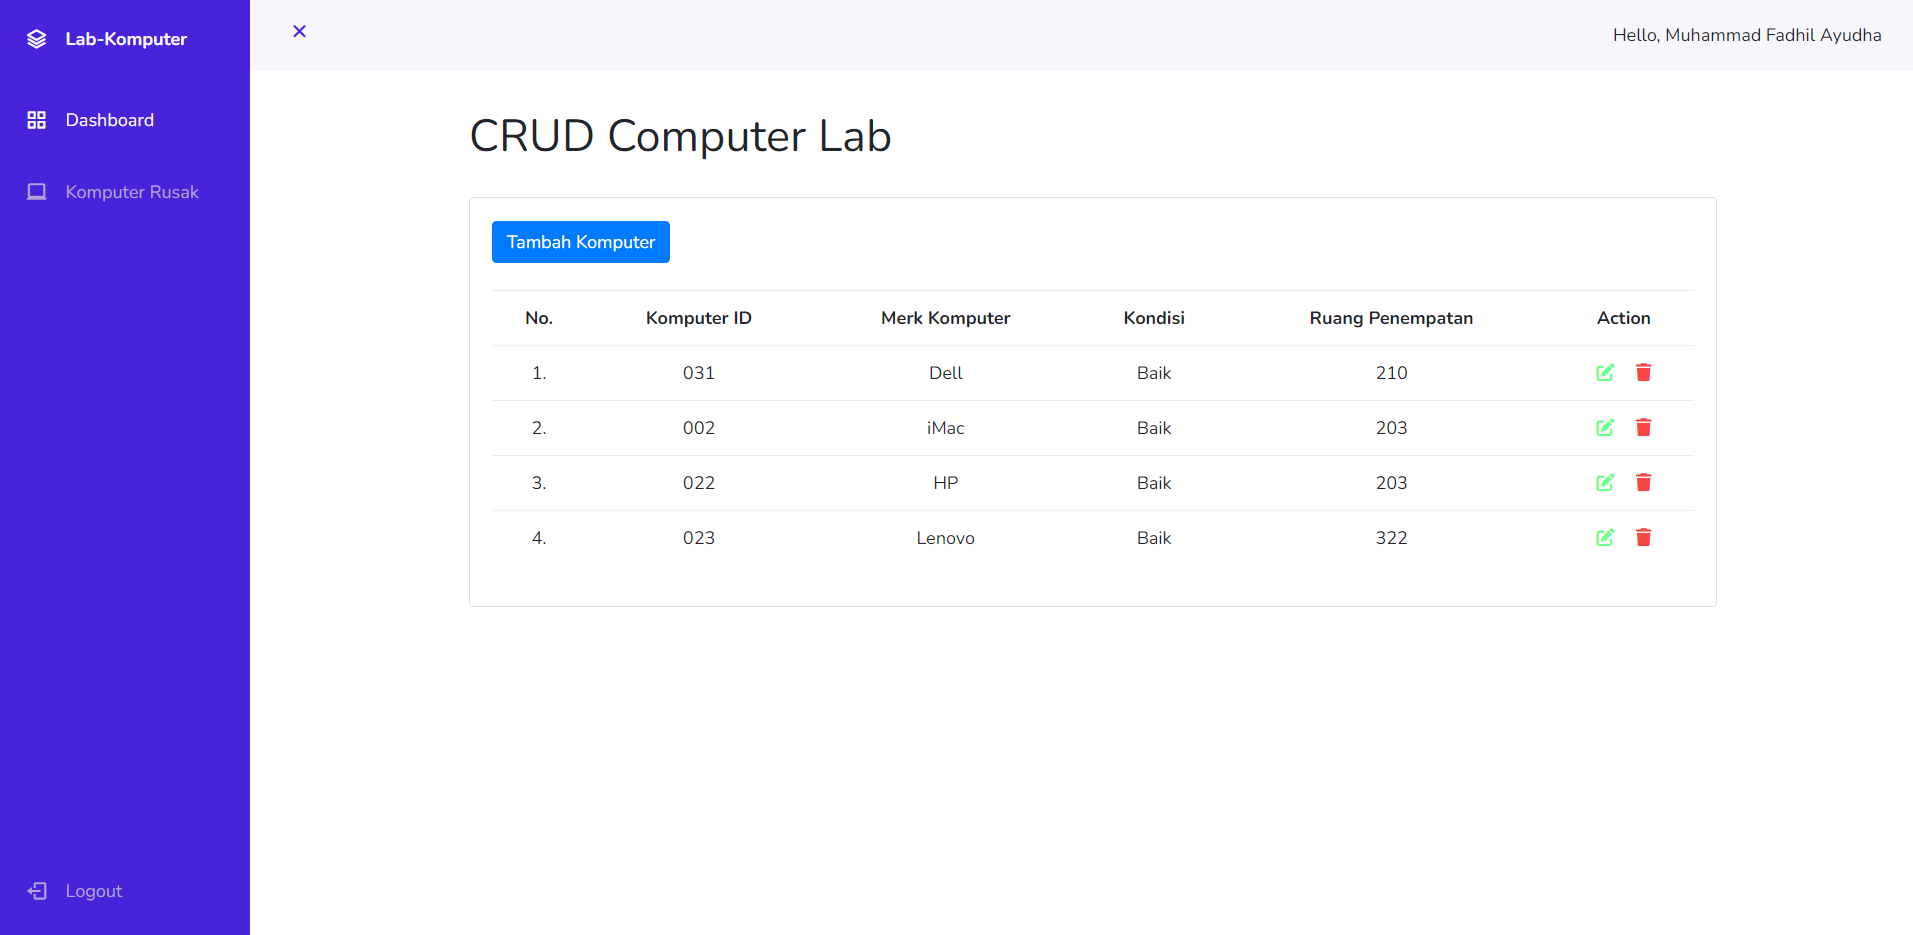 Lab-Komputer
Hello, Muhammad Fadhil Ayudha
Dashboard
Komputer Rusak
Logout
CRUD Computer Lab
Tambah Komputer
No. Komputer ID Merk Komputer Kondisi Ruang Penempatan Action
1. 031 Dell Baik 210
2. 002 iMac Baik 203
3. 022 HP Baik 203
4. 023 Lenovo Baik 322